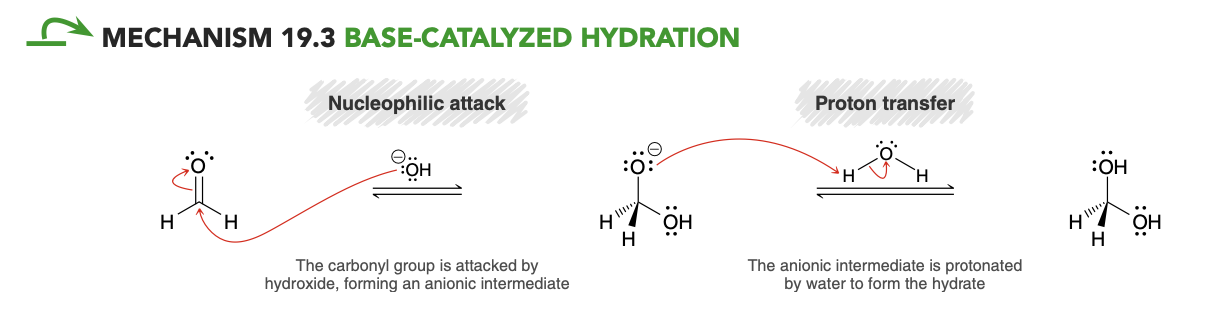 MECHANISM 19.3 BASE-CATALYZED HYDRATION
Nucleophilic attack
Proton transfer
O
⊖
:OH
:O:
⊖
O
H
H
:OH
H
H
H
OH
H
OH
H
H
The carbonyl group is attacked by
hydroxide, forming an anionic intermediate
The anionic intermediate is protonated
by water to form the hydrate